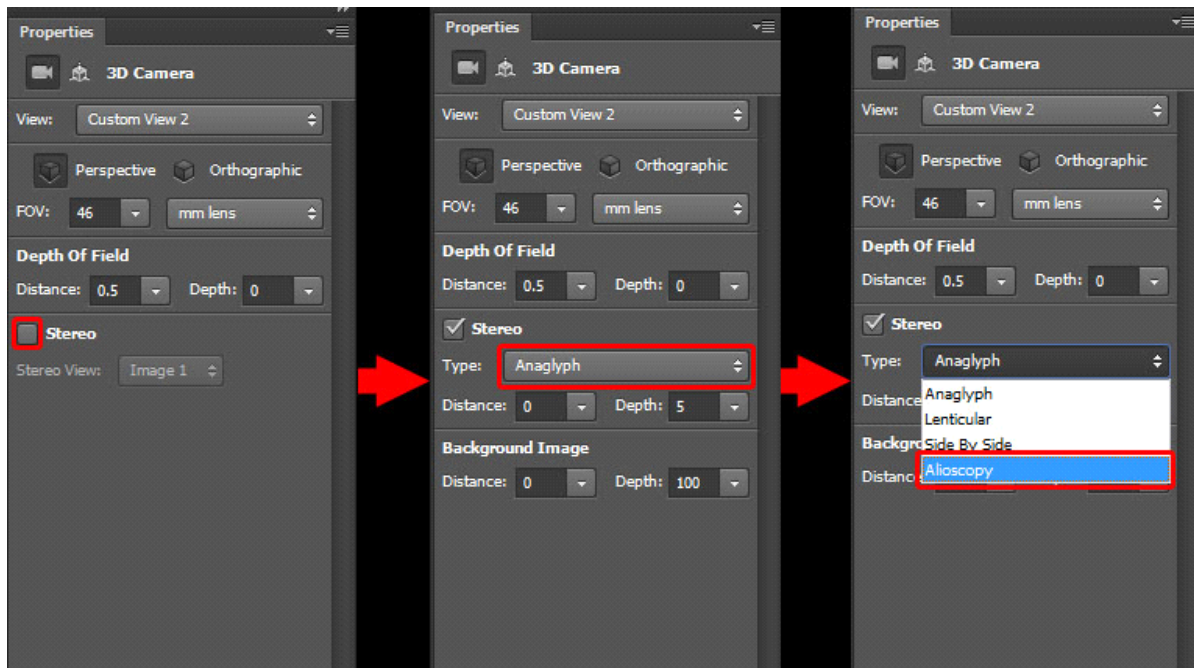 Properties
3D Camera
View: Custom View 2
Perspective Orthographic
FOV: 46 mm lens
Depth Of Field
Distance: 0.5 Depth: 0
Stereo
Stereo View: Image 1
Properties
3D Camera
View: Custom View 2
Perspective Orthographic
FOV: 46 mm lens
Depth Of Field
Distance: 0.5 Depth: 0
Stereo
Type: Anaglyph
Distance: 0 Depth: 5
Background Image
Distance: 0 Depth: 100
Properties
3D Camera
View: Custom View 2
Perspective Orthographic
FOV: 46 mm lens
Depth Of Field
Distance: 0.5 Depth: 0
Stereo
Type: Anaglyph
Anaglyph
Distance
Lenticular
Backgr
Side By Side
Distanc
Alioscopy